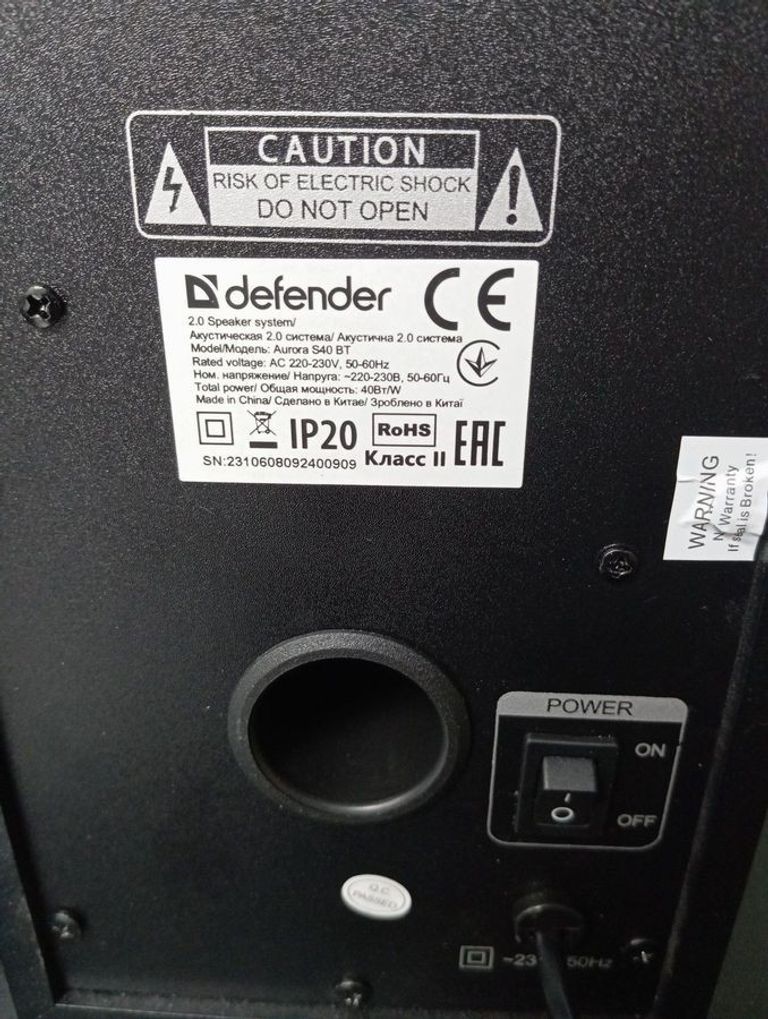 CAUTION
RISK OF ELECTRIC SHOCK
DO NOT OPEN
defender CE
2.0 Speaker system/
Акустическая 2.0 система/ Акустична 2.0 система
Model/Модель: Aurora S40 BT
Rated voltage: AC 220-230V, 50-60Hz
Ном. напряжение/ Напруга: ~220-230В, 50-60Гц
Total power/ Общая мощность: 40Вт/W
Made in China/ Сделано в Китае/ Зроблено в Китаї
IP20 RoHS EAC
SN:2310608092400909 Класс II
WARNING
Warranty
If seal is Broken!
POWER
ON
OFF
Q.C.
PASSED
50Hz